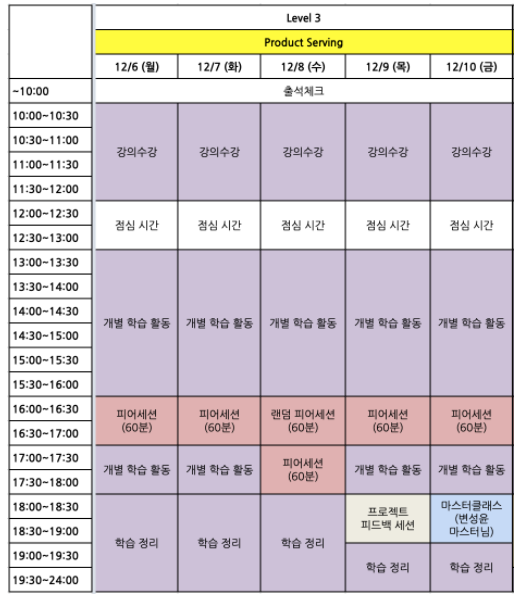 Level 3
Product Serving
12/6 (월) 12/7 (화) 12/8 (수) 12/9 (목) 12/10 (금)
~10:00 출석체크
10:00~10:30
10:30~11:00
강의수강 강의수강 강의수강 강의수강 강의수강
11:00~11:30
11:30~12:00
12:00~12:30
점심 시간 점심 시간 점심 시간 점심 시간 점심 시간
12:30~13:00
13:00~13:30
13:30~14:00
14:00~14:30
개별 학습 활동 개별 학습 활동 개별 학습 활동 개별 학습 활동 개별 학습 활동
14:30~15:00
15:00~15:30
15:30~16:00
16:00~16:30 피어세션 피어세션 랜덤 피어세션 피어세션 피어세션
16:30~17:00 (60분) (60분) (60분) (60분) (60분)
17:00~17:30 피어세션
개별 학습 활동 개별 학습 활동 개별 학습 활동 개별 학습 활동
17:30~18:00 (60분)
18:00~18:30 프로젝트 마스터클래스
피드백 세션 (변성윤
18:30~19:00 마스터님)
학습 정리 학습 정리 학습 정리
19:00~19:30
학습 정리 학습 정리
19:30~24:00